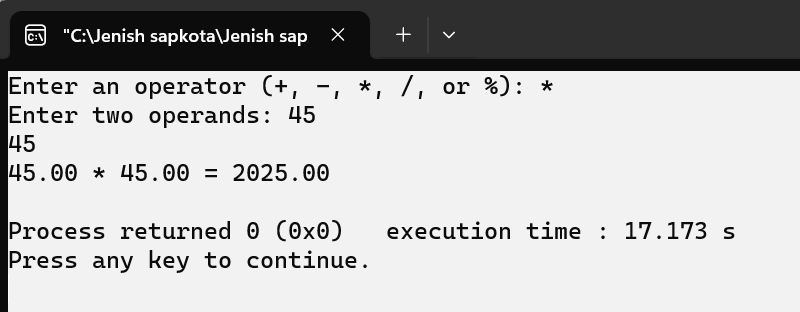 "C:\Jenish sapkota\Jenish sap
Enter an operator (+, -, *, /, or %): *
Enter two operands: 45
45
45.00 * 45.00 = 2025.00
Process returned 0 (0x0)   execution time : 17.173 s
Press any key to continue.